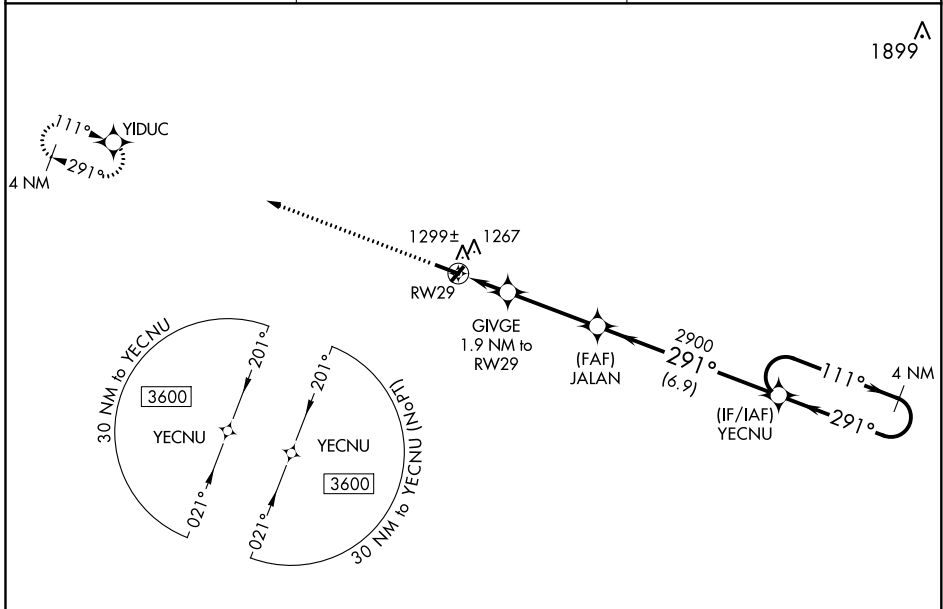 1899
111°
YIDUC
291°
4 NM
1299± 1267
RW29
GIVGE
1.9 NM to
RW29
(FAF)
JALAN
2900
291°
(6.9)
(IF/IAF)
YECNU
111°
4 NM
291°
30 NM to YECNU
201°
3600
YECNU
021°
201°
30 NM to YECNU (NoPT)
YECNU
3600
021°